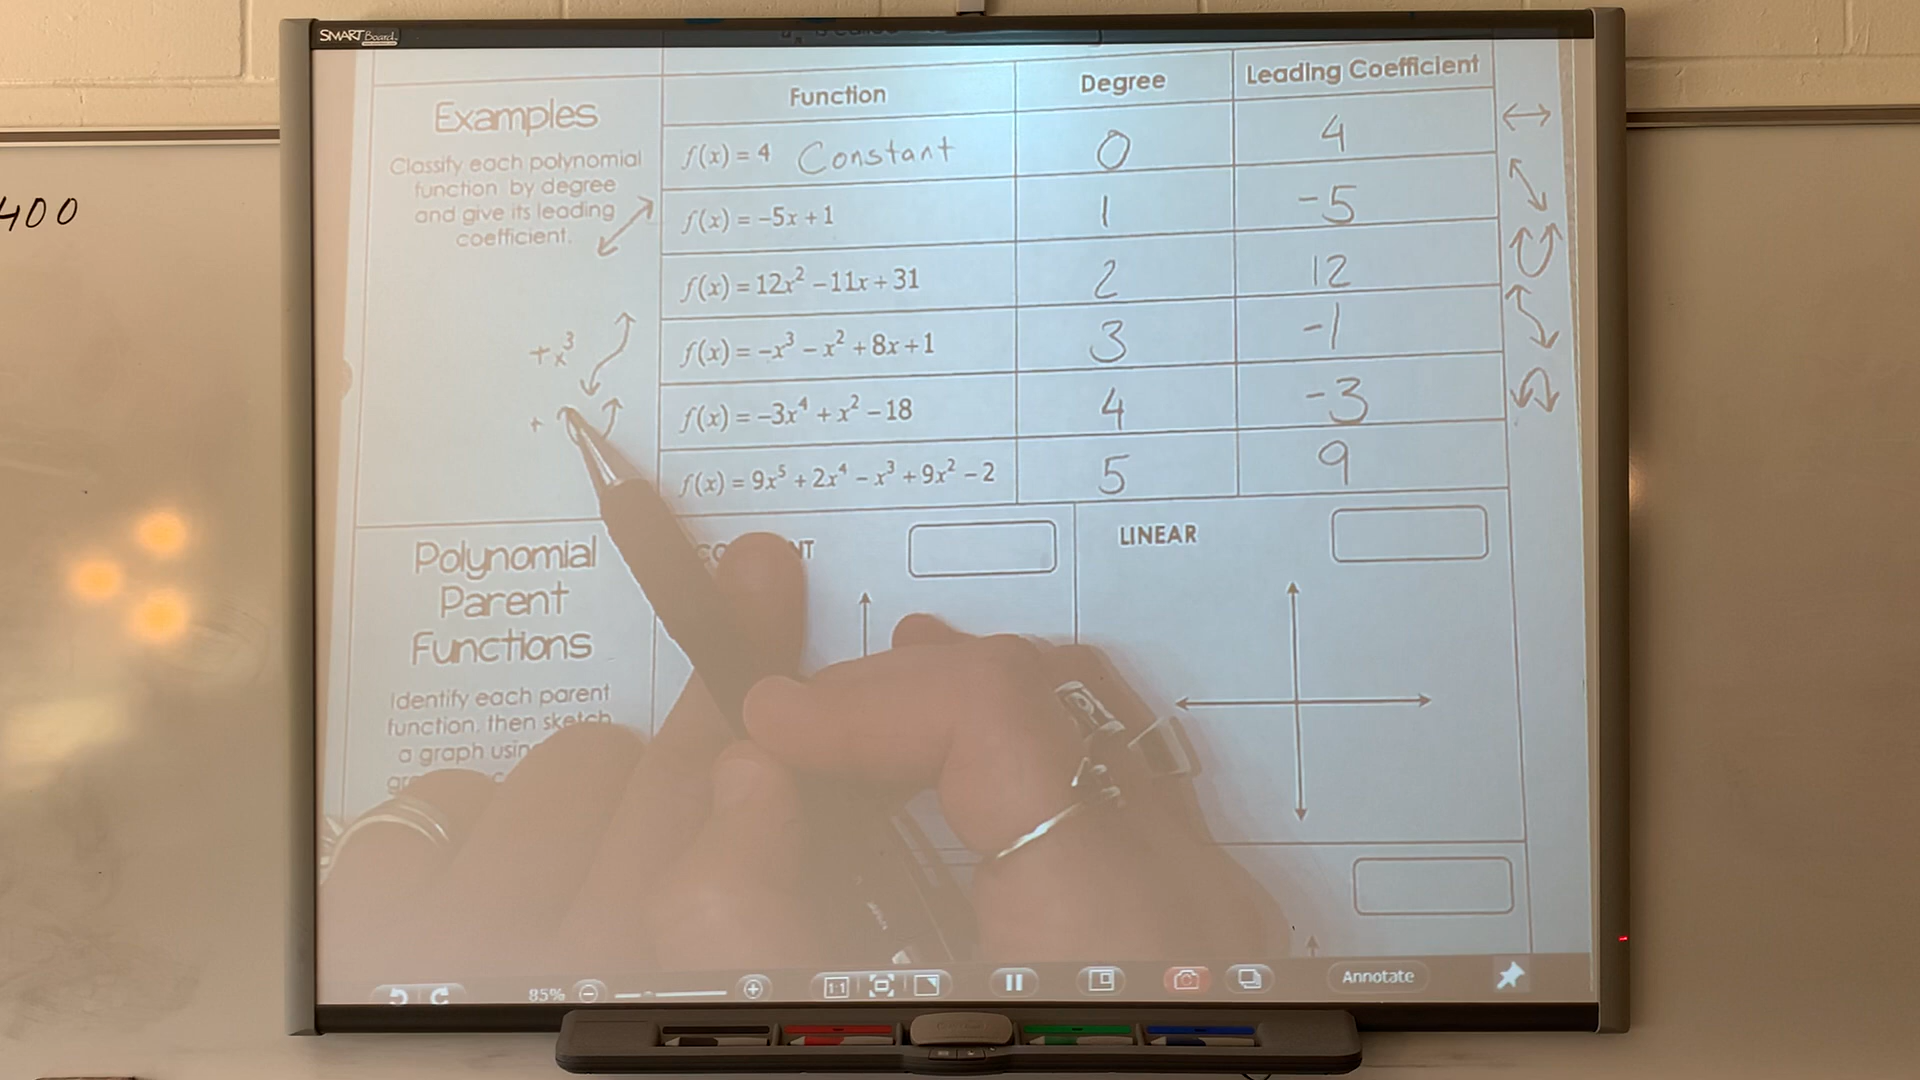 SMART Board
400
Function
Degree
Leading Coefficient
Examples
Classify each polynomial
function by degree
and give its leading
coefficient.
f(x) = 4 Constant 0 4
f(x) = -5x + 1 1 -5
f(x) = 12x² - 11x + 31 2 12
+x³
f(x) = -x³ - x² + 8x + 1 3 -1
+
f(x) = -3x⁴ + x² - 18 4 -3
f(x) = 9x⁵ + 2x⁴ - x³ + 9x² - 2 5 9
Polynomial
Parent
Functions
Identify each parent
function, then sketch
a graph
LINEAR
85%
1:1
Annotate